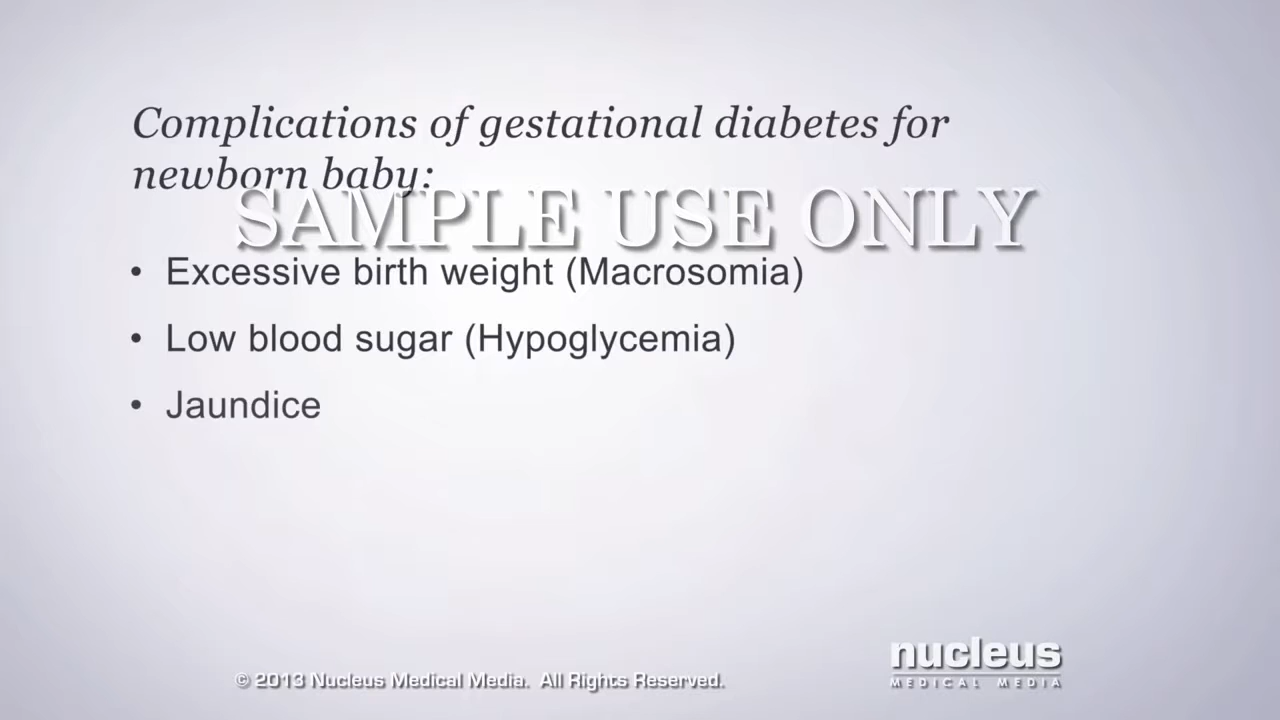 Complications of gestational diabetes for
newborn baby:
SAMPLE USE ONLY
• Excessive birth weight (Macrosomia)
• Low blood sugar (Hypoglycemia)
• Jaundice
nucleus
MEDICAL MEDIA
© 2013 Nucleus Medical Media. All Rights Reserved.